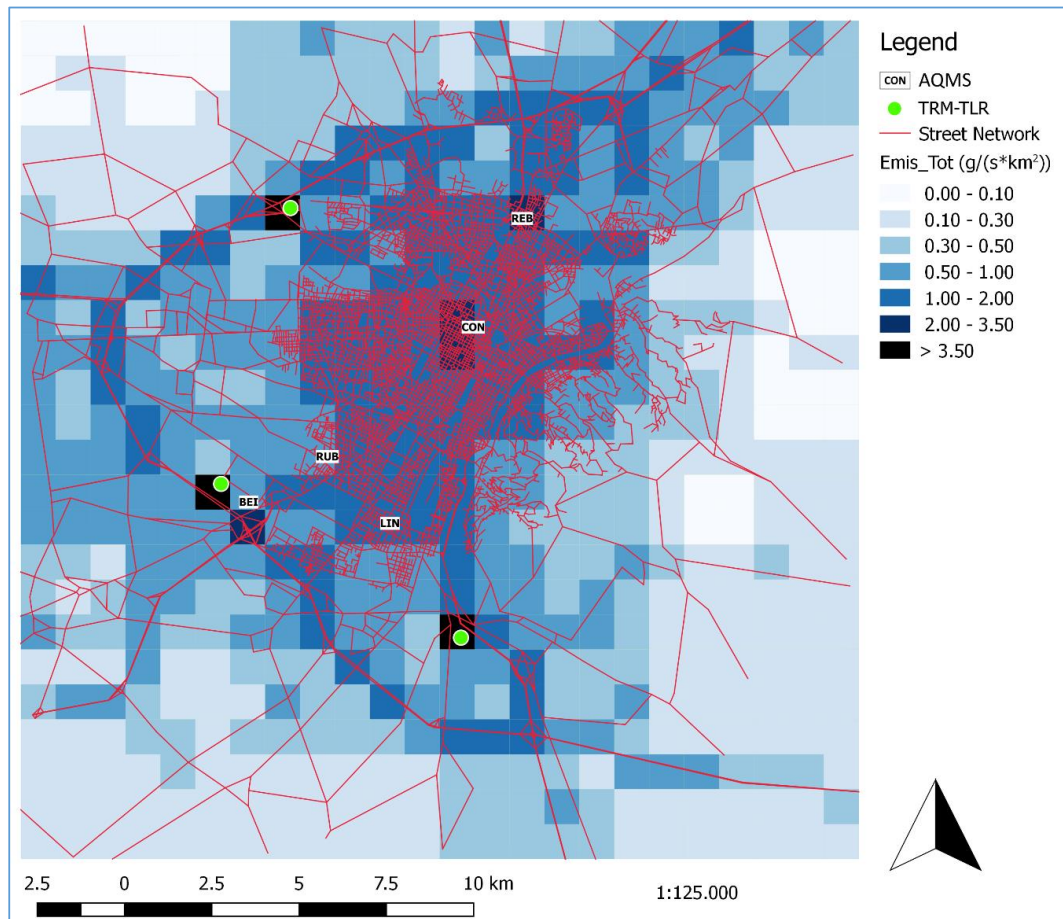 Legend
CON AQMS
TRM-TLR
Street Network
Emis_Tot (g/(s*km²))
0.00 - 0.10
0.10 - 0.30
0.30 - 0.50
0.50 - 1.00
1.00 - 2.00
2.00 - 3.50
> 3.50
REB
CON
RUB
BEI
LIN
2.5 0 2.5 5 7.5 10 km
1:125.000